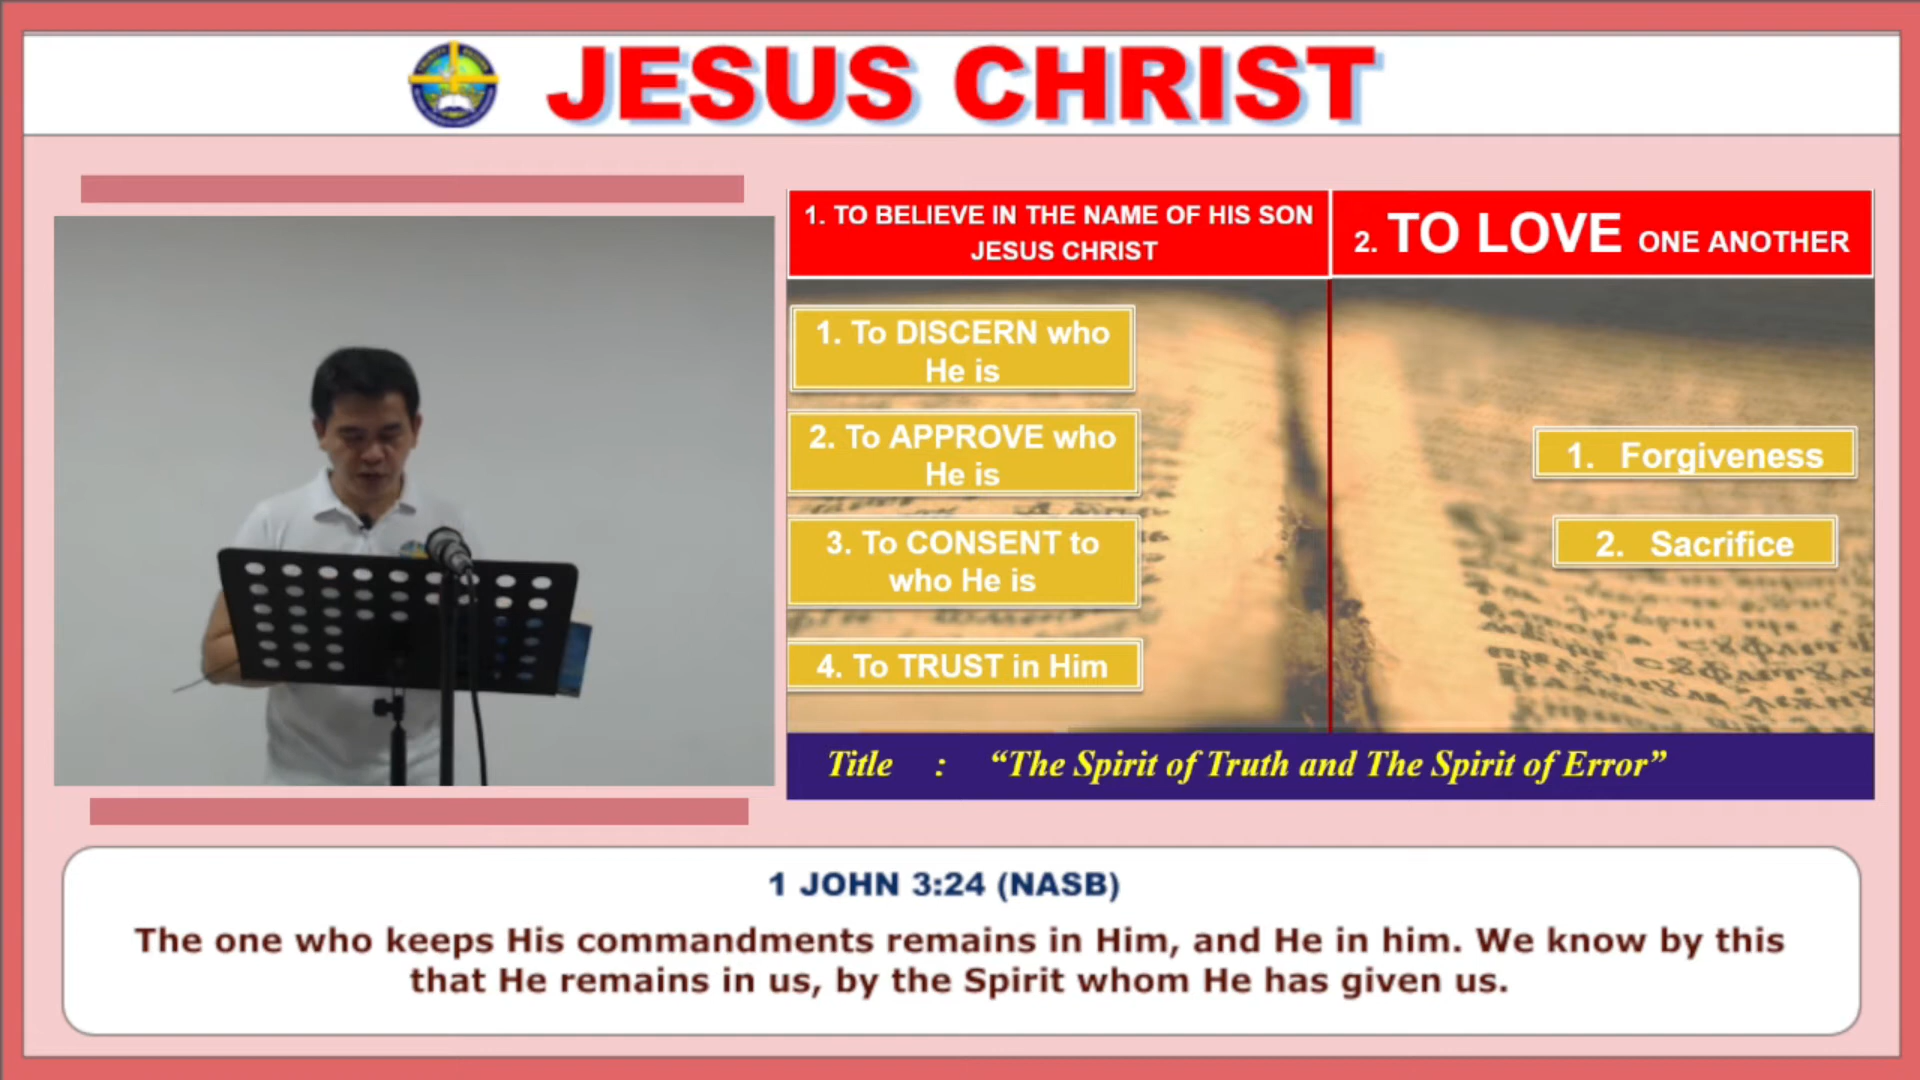 JESUS CHRIST
1. TO BELIEVE IN THE NAME OF HIS SON
JESUS CHRIST
2. TO LOVE ONE ANOTHER
1. To DISCERN who
He is
2. To APPROVE who
He is
3. To CONSENT to
who He is
4. To TRUST in Him
1. Forgiveness
2. Sacrifice
Title : “The Spirit of Truth and The Spirit of Error”
1 JOHN 3:24 (NASB)
The one who keeps His commandments remains in Him, and He in him. We know by this
that He remains in us, by the Spirit whom He has given us.